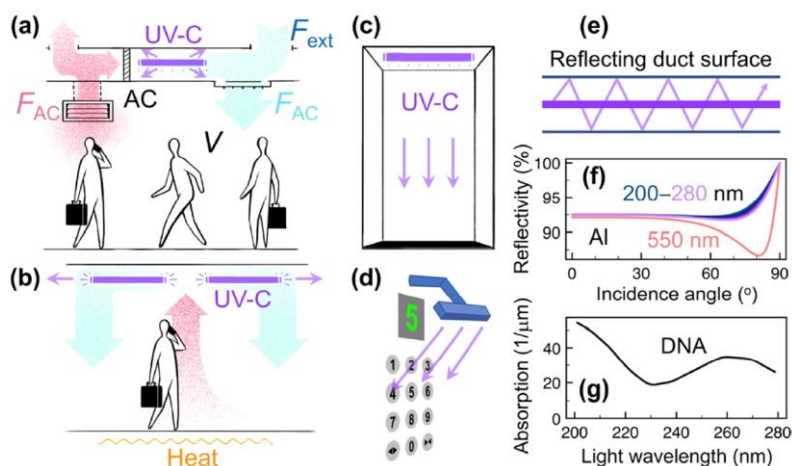 (a)
UV-C
F_ext
F_AC
AC
F_AC
V
(b)
UV-C
Heat
(c)
UV-C
(d)
5
1 2 3
4 5 6
7 8 9
0
(e)
Reflecting duct surface
Reflectivity (%)
100
95
90
(f)
200–280 nm
Al
550 nm
0 30 60 90
Incidence angle (°)
Absorption (1/μm)
40
20
DNA
(g)
200 220 240 260 280
Light wavelength (nm)